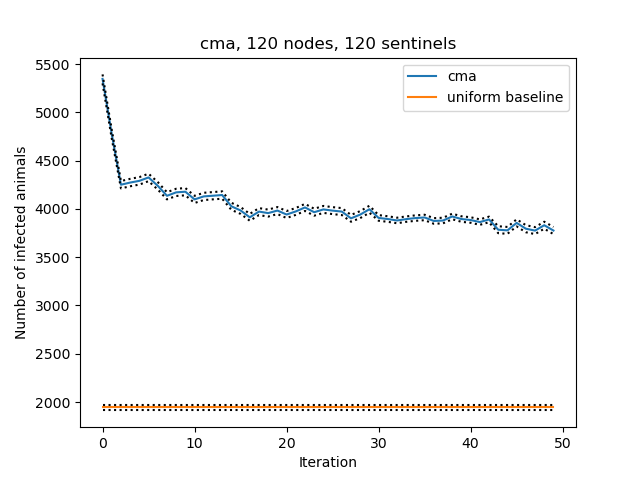 cma, 120 nodes, 120 sentinels
5500
5000
4500
4000
3500
3000
2500
2000
Number of infected animals
cma
uniform baseline
0 10 20 30 40 50
Iteration